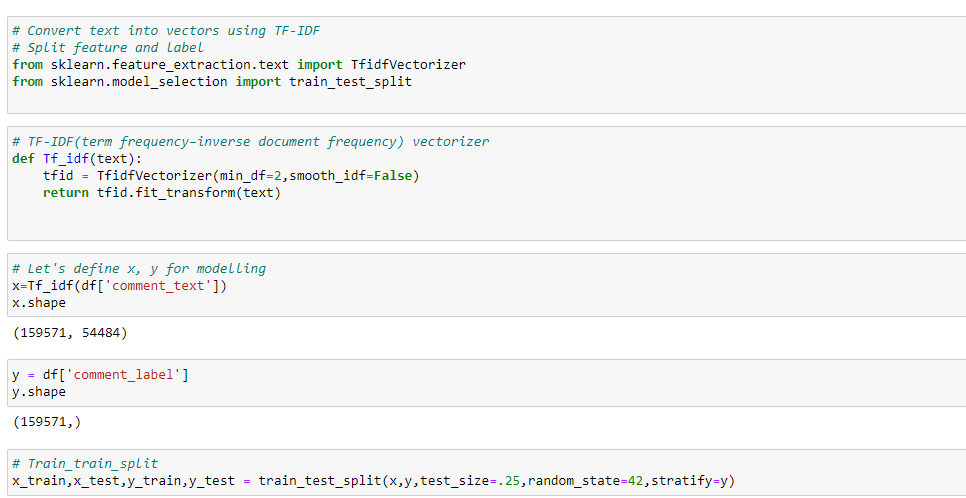 # Convert text into vectors using TF-IDF
# Split feature and label
from sklearn.feature_extraction.text import TfidfVectorizer
from sklearn.model_selection import train_test_split
# TF-IDF(term frequency–inverse document frequency) vectorizer
def Tf_idf(text):
    tfid = TfidfVectorizer(min_df=2,smooth_idf=False)
    return tfid.fit_transform(text)
# Let's define x, y for modelling
x=Tf_idf(df['comment_text'])
x.shape
(159571, 54484)
y = df['comment_label']
y.shape
(159571,)
# Train_train_split
x_train,x_test,y_train,y_test = train_test_split(x,y,test_size=.25,random_state=42,stratify=y)